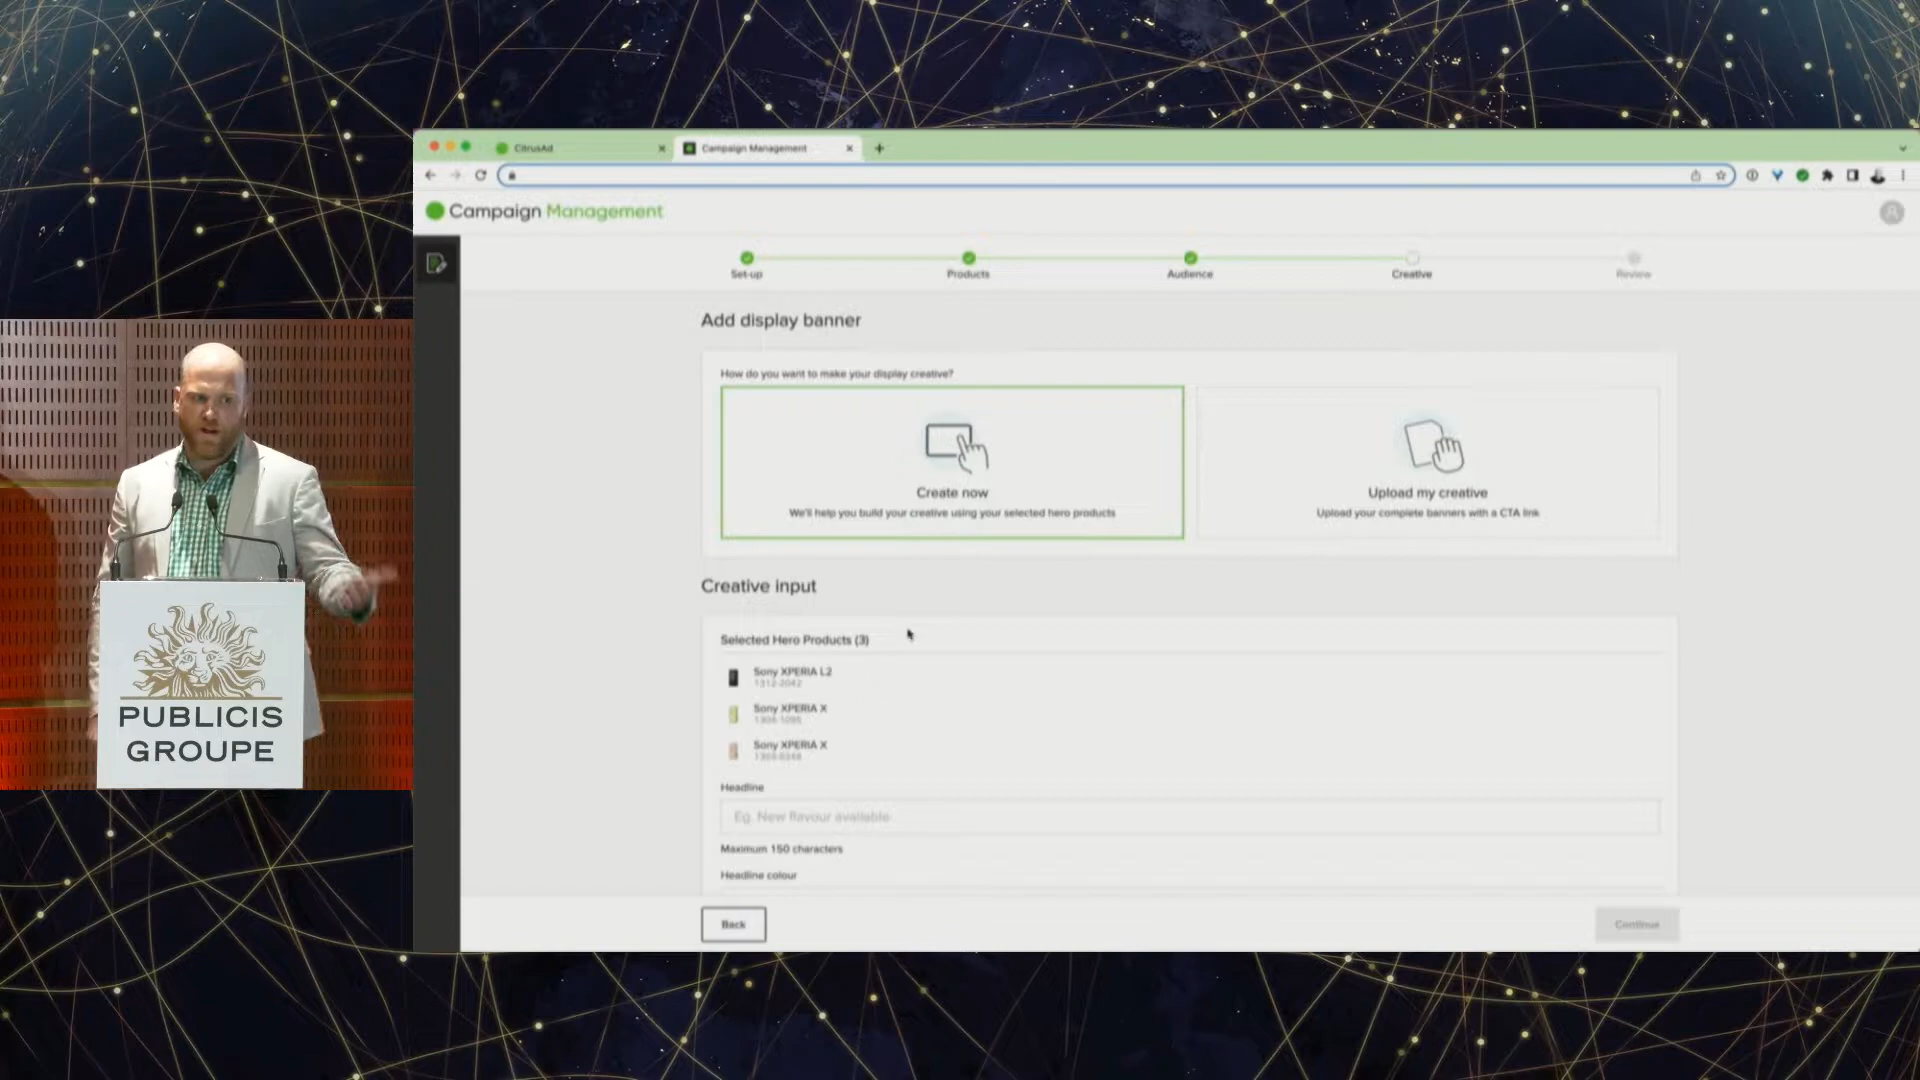 CitrusAd
Campaign Management
Campaign Management
Set-up
Products
Audience
Creative
Review
Add display banner
How do you want to make your display creative?
Create now
We'll help you build your creative using your selected hero products
Upload my creative
Upload your complete banners with a CTA link
Creative input
Selected Hero Products (3)
Sony XPERIA L2
1312-2042
Sony XPERIA X
Sony XPERIA X
Headline
Eg. New flavour available
Maximum 150 characters
Headline colour
Back
Continue
PUBLICIS
GROUPE